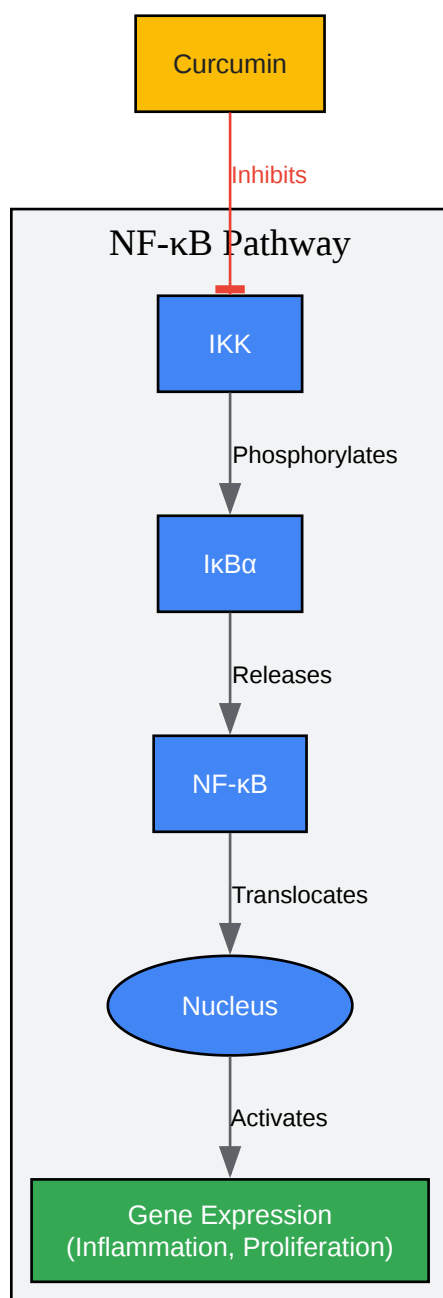 Curcumin
Inhibits
NF-κB Pathway
IKK
Phosphorylates
IκBα
Releases
NF-κB
Translocates
Nucleus
Activates
Gene Expression
(Inflammation, Proliferation)